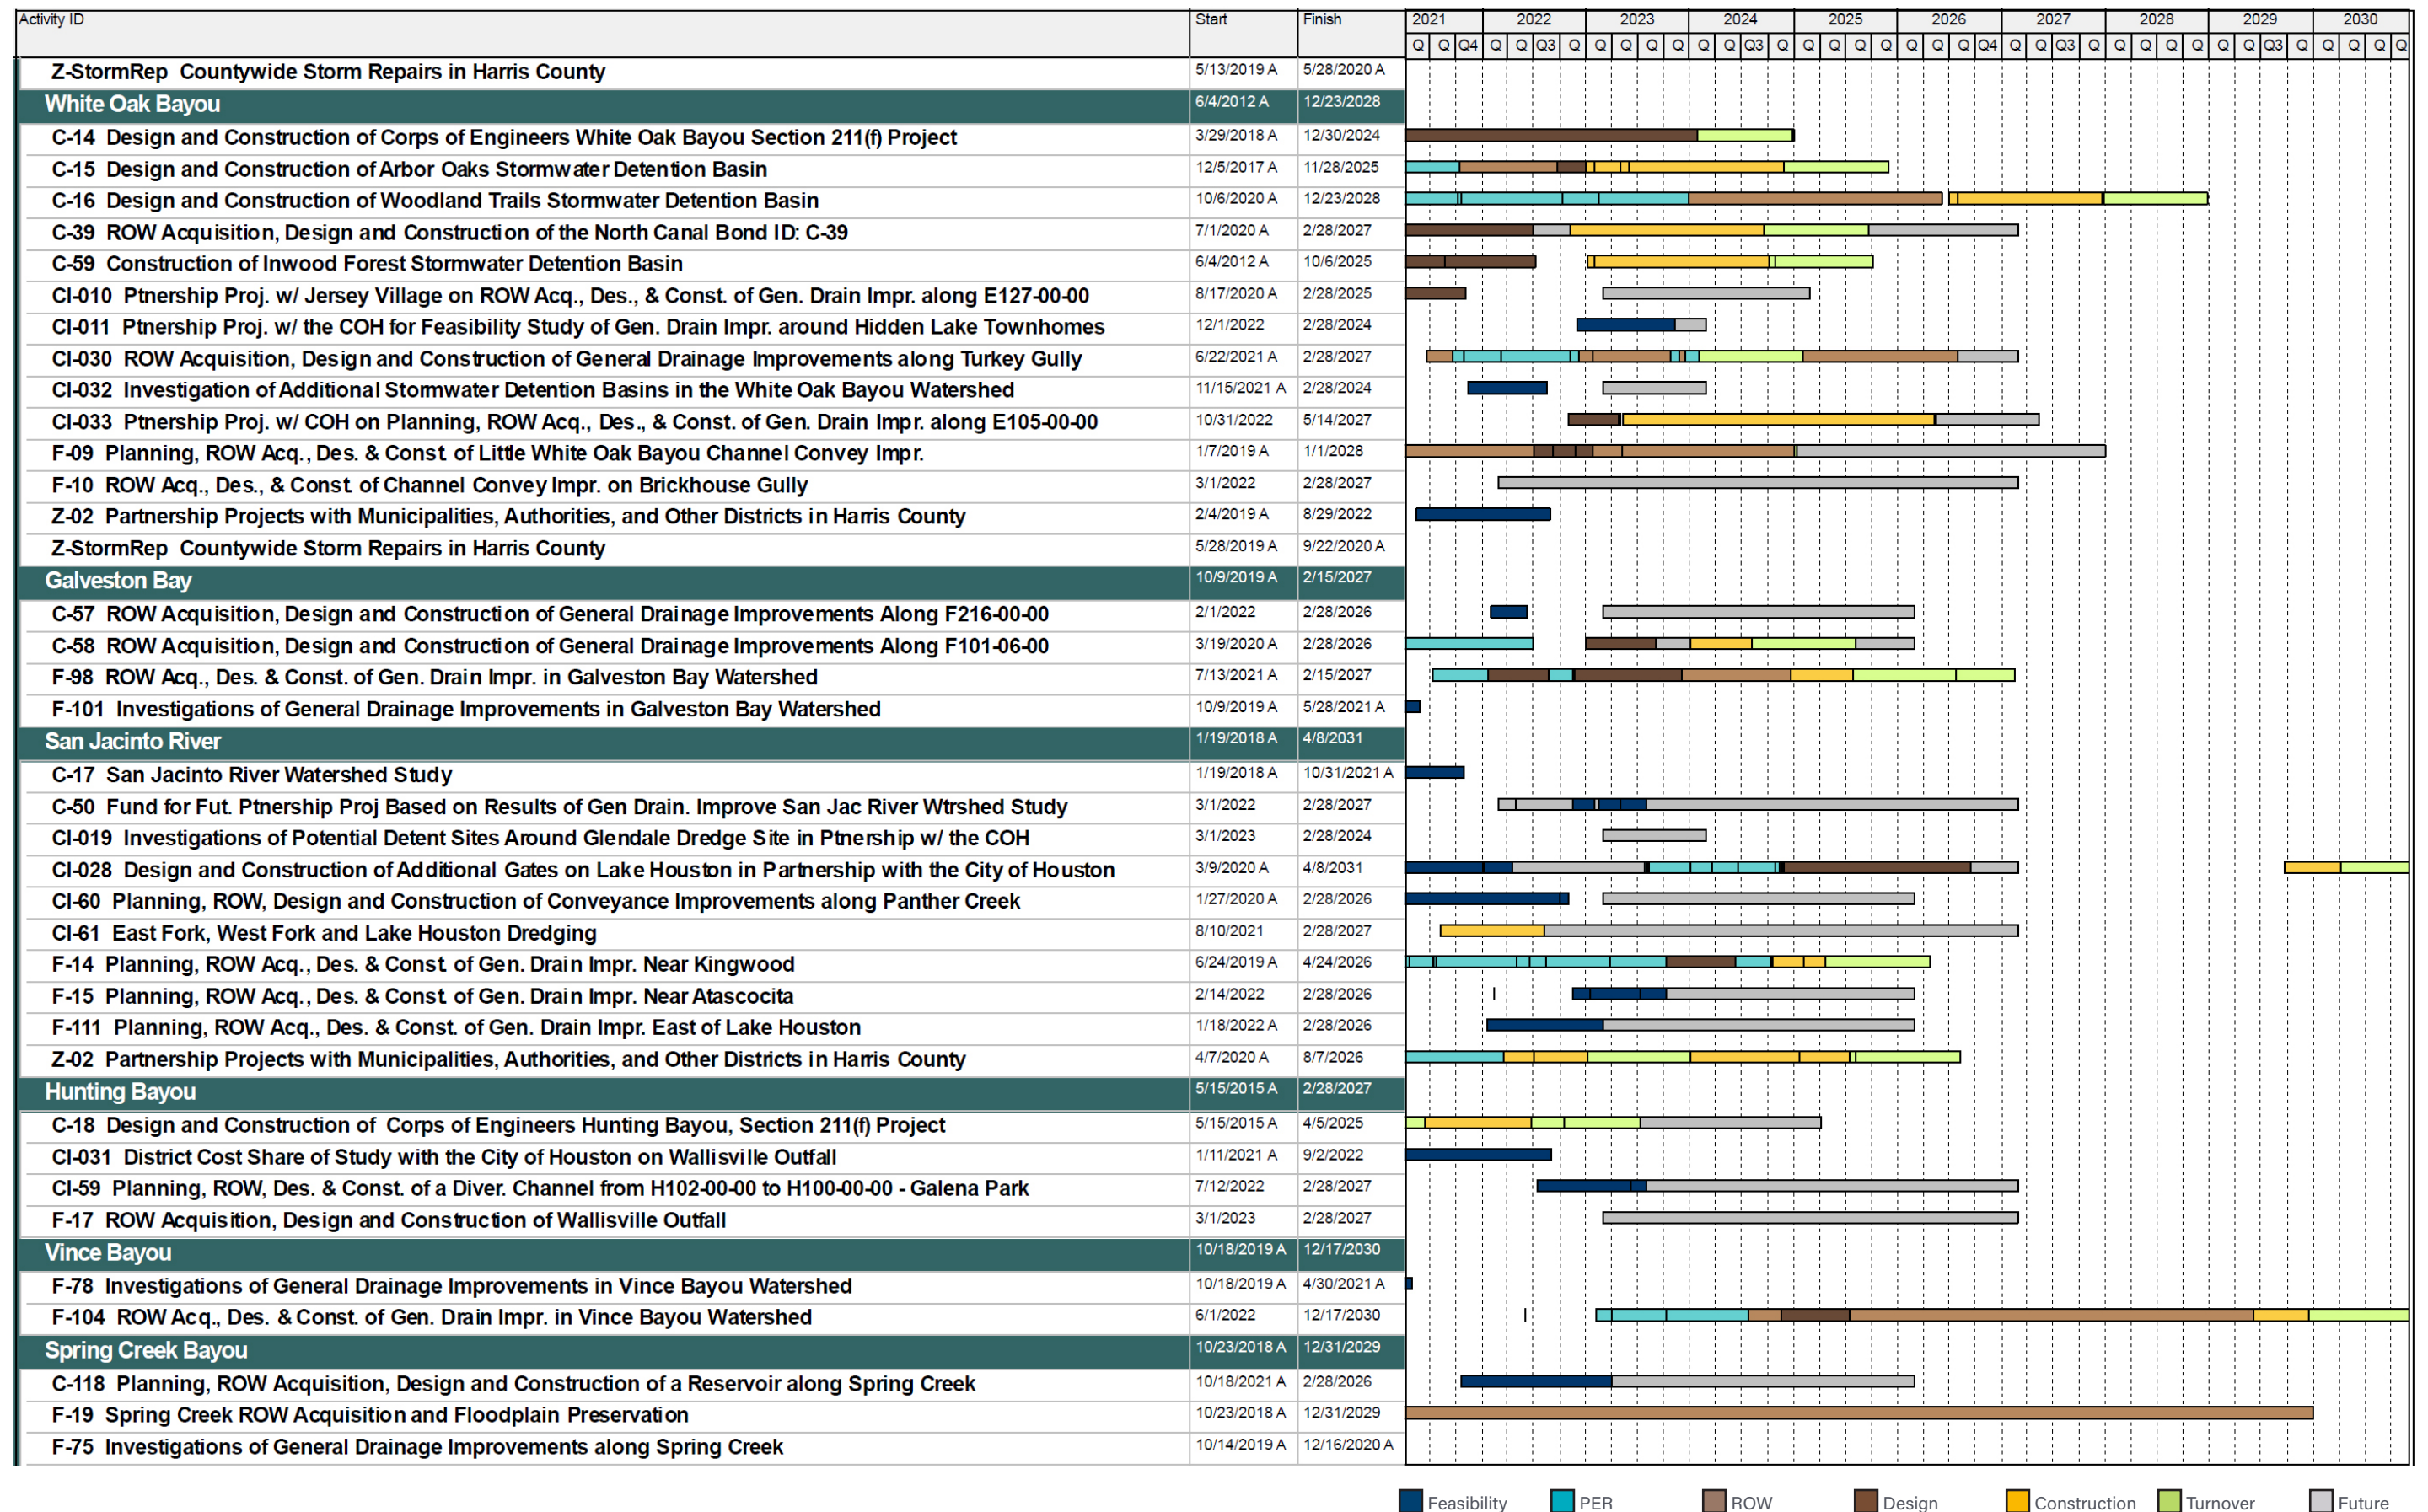 Activity ID Start Finish 2021 2022 2023 2024 2025 2026 2027 2028 2029 2030
Q Q Q4 Q Q Q3 Q Q Q Q Q Q Q Q3 Q Q Q Q Q Q Q Q Q4 Q Q Q3 Q Q Q Q Q Q Q Q3 Q Q Q Q Q
Z-StormRep Countywide Storm Repairs in Harris County 5/13/2019 A 5/28/2020 A
White Oak Bayou 6/4/2012 A 12/23/2028
C-14 Design and Construction of Corps of Engineers White Oak Bayou Section 211(f) Project 3/29/2018 A 12/30/2024
C-15 Design and Construction of Arbor Oaks Stormwater Detention Basin 12/5/2017 A 11/28/2025
C-16 Design and Construction of Woodland Trails Stormwater Detention Basin 10/6/2020 A 12/23/2028
C-39 ROW Acquisition, Design and Construction of the North Canal Bond ID: C-39 7/1/2020 A 2/28/2027
C-59 Construction of Inwood Forest Stormwater Detention Basin 6/4/2012 A 10/6/2025
CI-010 Ptnership Proj. w/ Jersey Village on ROW Acq., Des., & Const. of Gen. Drain Impr. along E127-00-00 8/17/2020 A 2/28/2025
CI-011 Ptnership Proj. w/ the COH for Feasibility Study of Gen. Drain Impr. around Hidden Lake Townhomes 12/1/2022 2/28/2024
CI-030 ROW Acquisition, Design and Construction of General Drainage Improvements along Turkey Gully 6/22/2021 A 2/28/2027
CI-032 Investigation of Additional Stormwater Detention Basins in the White Oak Bayou Watershed 11/15/2021 A 2/28/2024
CI-033 Ptnership Proj. w/ COH on Planning, ROW Acq., Des., & Const. of Gen. Drain Impr. along E105-00-00 10/31/2022 5/14/2027
F-09 Planning, ROW Acq., Des. & Const. of Little White Oak Bayou Channel Convey Impr. 1/7/2019 A 1/1/2028
F-10 ROW Acq., Des., & Const. of Channel Convey Impr. on Brickhouse Gully 3/1/2022 2/28/2027
Z-02 Partnership Projects with Municipalities, Authorities, and Other Districts in Harris County 2/4/2019 A 8/29/2022
Z-StormRep Countywide Storm Repairs in Harris County 5/28/2019 A 9/22/2020 A
Galveston Bay 10/9/2019 A 2/15/2027
C-57 ROW Acquisition, Design and Construction of General Drainage Improvements Along F216-00-00 2/1/2022 2/28/2026
C-58 ROW Acquisition, Design and Construction of General Drainage Improvements Along F101-06-00 3/19/2020 A 2/28/2026
F-98 ROW Acq., Des. & Const. of Gen. Drain Impr. in Galveston Bay Watershed 7/13/2021 A 2/15/2027
F-101 Investigations of General Drainage Improvements in Galveston Bay Watershed 10/9/2019 A 5/28/2021 A
San Jacinto River 1/19/2018 A 4/8/2031
C-17 San Jacinto River Watershed Study 1/19/2018 A 10/31/2021 A
C-50 Fund for Fut. Ptnership Proj Based on Results of Gen Drain. Improve San Jac River Wtrshed Study 3/1/2022 2/28/2027
CI-019 Investigations of Potential Detent Sites Around Glendale Dredge Site in Ptnership w/ the COH 3/1/2023 2/28/2024
CI-028 Design and Construction of Additional Gates on Lake Houston in Partnership with the City of Houston 3/9/2020 A 4/8/2031
CI-60 Planning, ROW, Design and Construction of Conveyance Improvements along Panther Creek 1/27/2020 A 2/28/2026
CI-61 East Fork, West Fork and Lake Houston Dredging 8/10/2021 2/28/2027
F-14 Planning, ROW Acq., Des. & Const. of Gen. Drain Impr. Near Kingwood 6/24/2019 A 4/24/2026
F-15 Planning, ROW Acq., Des. & Const. of Gen. Drain Impr. Near Atascocita 2/14/2022 2/28/2026
F-111 Planning, ROW Acq., Des. & Const. of Gen. Drain Impr. East of Lake Houston 1/18/2022 A 2/28/2026
Z-02 Partnership Projects with Municipalities, Authorities, and Other Districts in Harris County 4/7/2020 A 8/7/2026
Hunting Bayou 5/15/2015 A 2/28/2027
C-18 Design and Construction of Corps of Engineers Hunting Bayou, Section 211(f) Project 5/15/2015 A 4/5/2025
CI-031 District Cost Share of Study with the City of Houston on Wallisville Outfall 1/11/2021 A 9/2/2022
CI-59 Planning, ROW, Des. & Const. of a Diver. Channel from H102-00-00 to H100-00-00 - Galena Park 7/12/2022 2/28/2027
F-17 ROW Acquisition, Design and Construction of Wallisville Outfall 3/1/2023 2/28/2027
Vince Bayou 10/18/2019 A 12/17/2030
F-78 Investigations of General Drainage Improvements in Vince Bayou Watershed 10/18/2019 A 4/30/2021 A
F-104 ROW Acq., Des. & Const. of Gen. Drain Impr. in Vince Bayou Watershed 6/1/2022 12/17/2030
Spring Creek Bayou 10/23/2018 A 12/31/2029
C-118 Planning, ROW Acquisition, Design and Construction of a Reservoir along Spring Creek 10/18/2021 A 2/28/2026
F-19 Spring Creek ROW Acquisition and Floodplain Preservation 10/23/2018 A 12/31/2029
F-75 Investigations of General Drainage Improvements along Spring Creek 10/14/2019 A 12/16/2020 A
Feasibility PER ROW Design Construction Turnover Future